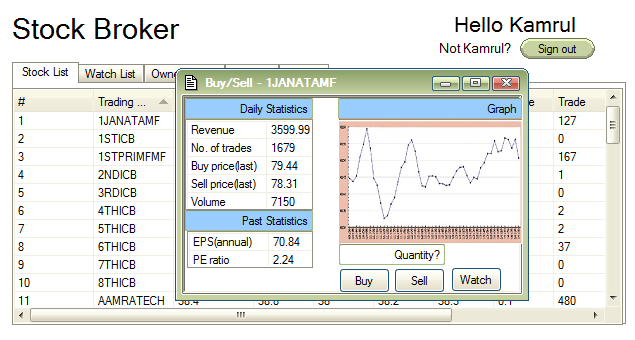 Stock Broker
Hello Kamrul
Not Kamrul? Sign out
Stock List Watch List Owne
# Trading ... Trade
1 1JANATAMF 127
2 1STICB 0
3 1STPRIMFMF 167
4 2NDICB 1
5 3RDICB 0
6 4THICB 2
7 5THICB 2
8 6THICB 37
9 7THICB 0
10 8THICB 0
11 AAMRATECH 38.4 38.8 38 38.2 38.3 0.1 480
Buy/Sell - 1JANATAMF
Daily Statistics
Revenue 3599.99
No. of trades 1679
Buy price(last) 79.44
Sell price(last) 78.31
Volume 7150
Past Statistics
EPS(annual) 70.84
PE ratio 2.24
Graph
Quantity?
Buy Sell Watch